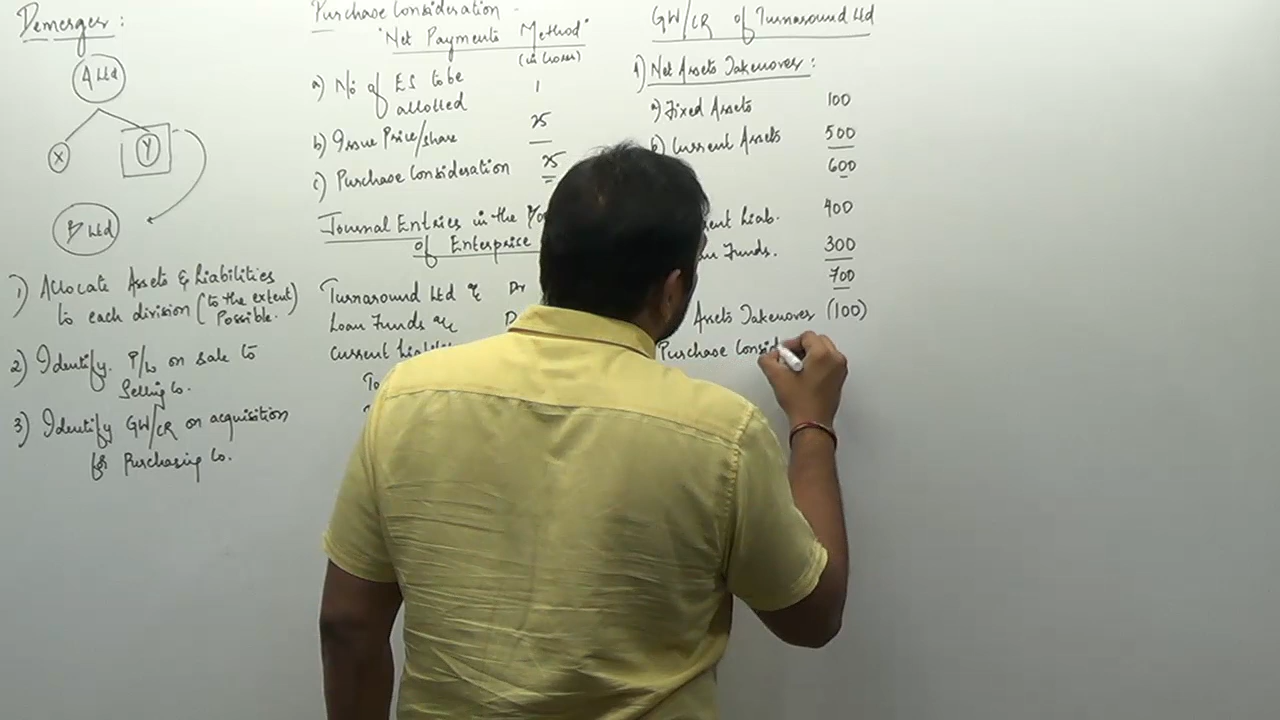 Demerger:
A Ltd
X
Y
B Ltd
1) Allocate Assets & Liabilities
to each division (to the extent
Possible.)
2) Identify P/L on sale to
Selling Co.
3) Identify GW/CR on acquisition
for Purchasing Co.
Purchase Consideration -
"Net Payments Method"
(in Crores)
a) No of ES to be
allotted 1
b) Issue Price/share 25
c) Purchase Consideration 25
Journal Entries in the
of Enterprise
Turnaround Ltd Dr
Loan Funds a/c
Current
To
GW/CR of Turnaround Ltd
1) Net Assets Takenover:
a) Fixed Assets 100
b) Current Assets 500
600
Liab. 400
Funds. 300
700
Assets Takenover (100)
Purchase